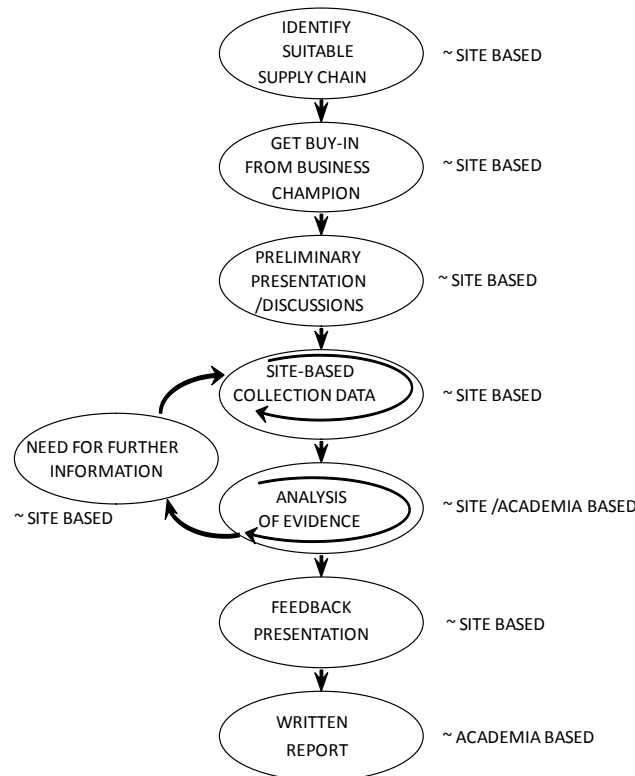 IDENTIFY
SUITABLE
SUPPLY CHAIN
~ SITE BASED
GET BUY-IN
FROM BUSINESS
CHAMPION
~ SITE BASED
PRELIMINARY
PRESENTATION
/DISCUSSIONS
~ SITE BASED
SITE-BASED
COLLECTION DATA
~ SITE BASED
NEED FOR FURTHER
INFORMATION
~ SITE BASED
ANALYSIS
OF EVIDENCE
~ SITE /ACADEMIA BASED
FEEDBACK
PRESENTATION
~ SITE BASED
WRITTEN
REPORT
~ ACADEMIA BASED